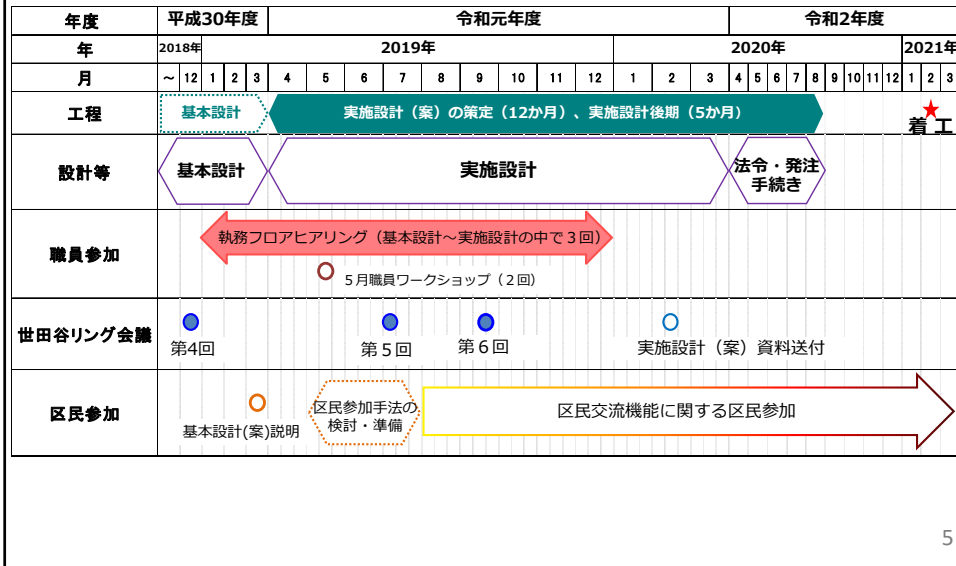 年度 平成30年度 令和元年度 令和2年度
年 2018年 2019年 2020年 2021年
月 ～ 12 1 2 3 4 5 6 7 8 9 10 11 12 1 2 3 4 5 6 7 8 9 10 11 12 1 2 3
工程 基本設計 実施設計（案）の策定（12か月）、実施設計後期（5か月） ★
着 工
設計等 基本設計 実施設計 法令・発注
手続き
職員参加 執務フロアヒアリング（基本設計～実施設計の中で３回）
５月職員ワークショップ（２回）
世田谷リング会議
第4回 第５回 第６回 実施設計（案）資料送付
区民参加 区民参加手法の
検討・準備 区民交流機能に関する区民参加
基本設計(案)説明
5